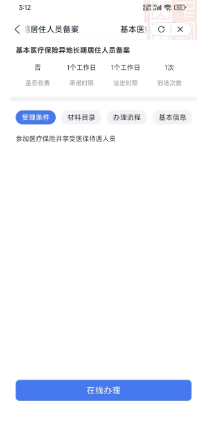 3:12
居住人员备案
基本医
基本医疗保险异地长期居住人员备案
否 1个工作日 1个工作日 1次
是否收费 承诺时限 法定时限 到现场次数
受理条件 材料目录 办理流程 基本信息
参加医疗保险并享受医保待遇人员
在线办理